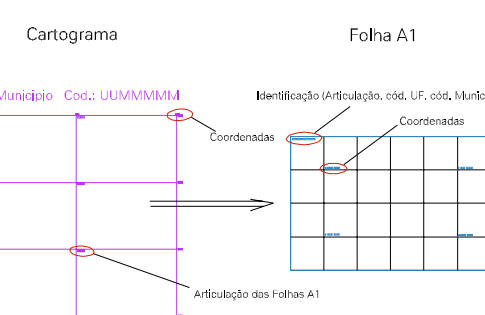 Cartograma
Folha A1
Município Cod.: UUMMMMM
Identificação (Articulação, cód. UF, cód. Munic
Coordenadas
Coordenadas
Articulação das Folhas A1